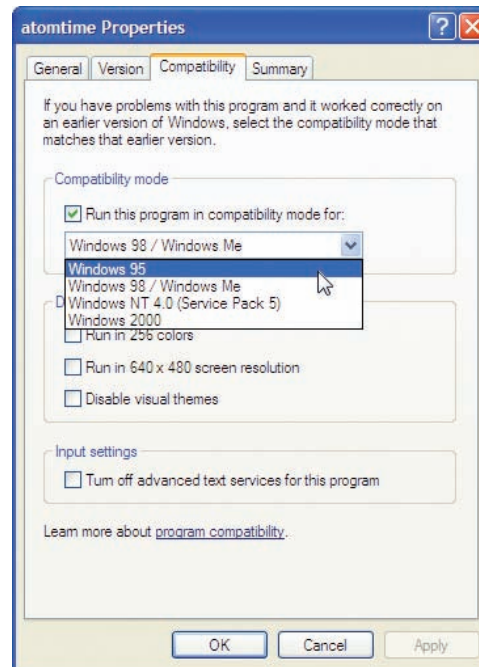 atomtime Properties
General Version Compatibility Summary
If you have problems with this program and it worked correctly on
an earlier version of Windows, select the compatibility mode that
matches that earlier version.
Compatibility mode
Run this program in compatibility mode for:
Windows 98 / Windows Me
Windows 95
Windows 98 / Windows Me
Windows NT 4.0 (Service Pack 5)
Windows 2000
D
Run in 256 colors
Run in 640 x 480 screen resolution
Disable visual themes
Input settings
Turn off advanced text services for this program
Learn more about program compatibility.
OK Cancel Apply